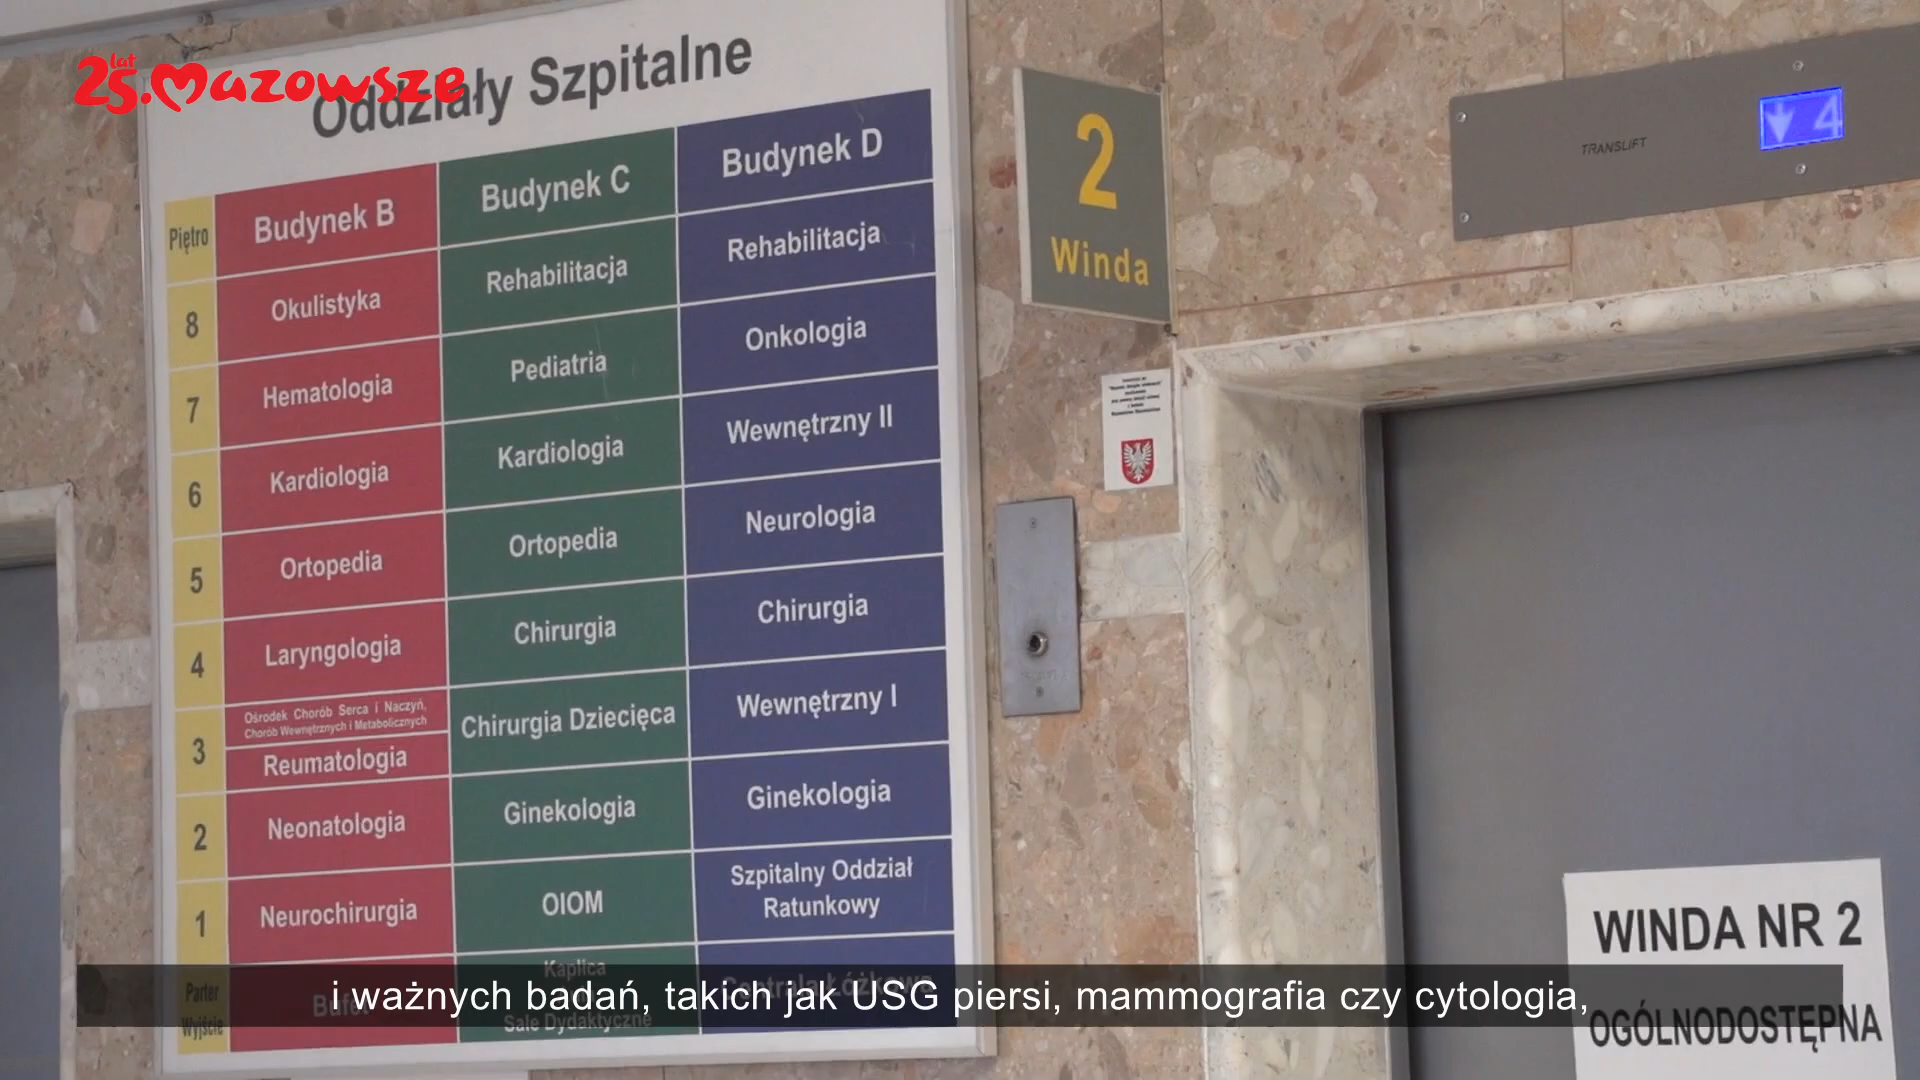 25 lat. Mazowsze
Oddziały Szpitalne
Piętro
Budynek B
Budynek C
Budynek D
8
Okulistyka
Rehabilitacja
Rehabilitacja
7
Hematologia
Pediatria
Onkologia
6
Kardiologia
Kardiologia
Wewnętrzny II
5
Ortopedia
Ortopedia
Neurologia
4
Laryngologia
Chirurgia
Chirurgia
3
Ośrodek Chorób Serca i Naczyń,
Chorób Wewnętrznych i Metabolicznych
Reumatologia
Chirurgia Dziecięca
Wewnętrzny I
2
Neonatologia
Ginekologia
Ginekologia
1
Neurochirurgia
OIOM
Szpitalny Oddział
Ratunkowy
Parter
Wyjście
Bufet
Kaplica
Sale Dydaktyczne
Centrala Łóżkowa
2
Winda
TRANSLIFT
4
WINDA NR 2
OGÓLNODOSTĘPNA
i ważnych badań, takich jak USG piersi, mammografia czy cytologia,